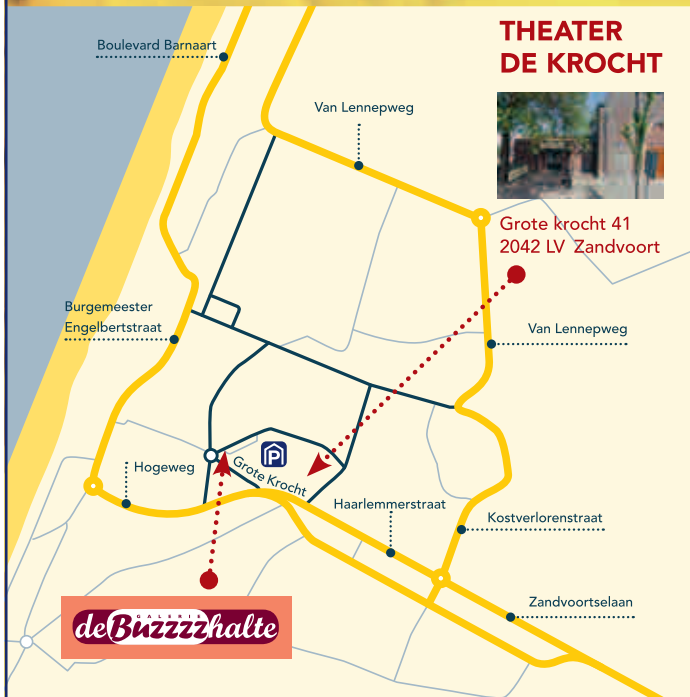 THEATER
DE KROCHT
Boulevard Barnaart
Van Lennepweg
Grote krocht 41
2042 LV Zandvoort
Burgemeester
Engelbertstraat
Van Lennepweg
P
Grote Krocht
Hogeweg
Haarlemmerstraat
Kostverlorenstraat
Zandvoortselaan
GALERIE
deBuzzzzhalte